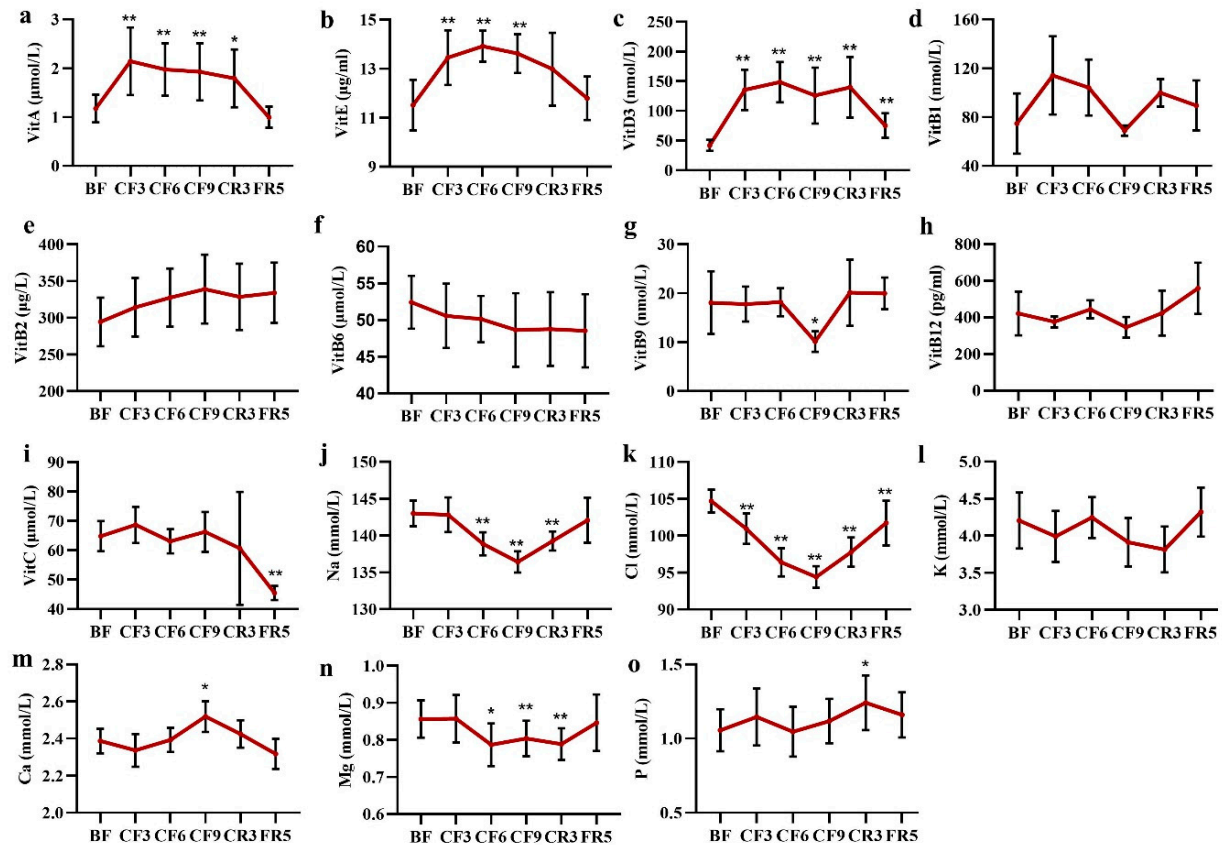 a
VitA (μmol/L)
3
2
1
0
** ** ** *
BF CF3 CF6 CF9 CR3 FR5
b
VitE (μg/ml)
15
13
11
9
** ** **
BF CF3 CF6 CF9 CR3 FR5
c
VitD3 (nmol/L)
250
200
150
100
50
0
** ** ** ** **
BF CF3 CF6 CF9 CR3 FR5
d
VitB1 (nmol/L)
160
120
80
40
BF CF3 CF6 CF9 CR3 FR5
e
VitB2 (μg/L)
400
350
300
250
200
BF CF3 CF6 CF9 CR3 FR5
f
VitB6 (μmol/L)
60
55
50
45
40
BF CF3 CF6 CF9 CR3 FR5
g
VitB9 (nmol/L)
30
20
10
0
*
BF CF3 CF6 CF9 CR3 FR5
h
VitB12 (pg/ml)
800
600
400
200
0
BF CF3 CF6 CF9 CR3 FR5
i
VitC (μmol/L)
90
80
70
60
50
40
**
BF CF3 CF6 CF9 CR3 FR5
j
Na (mmol/L)
150
145
140
135
130
** ** **
BF CF3 CF6 CF9 CR3 FR5
k
Cl (mmol/L)
110
105
100
95
90
** ** ** ** **
BF CF3 CF6 CF9 CR3 FR5
l
K (mmol/L)
5.0
4.5
4.0
3.5
3.0
BF CF3 CF6 CF9 CR3 FR5
m
Ca (mmol/L)
2.8
2.6
2.4
2.2
2.0
*
BF CF3 CF6 CF9 CR3 FR5
n
Mg (mmol/L)
1.0
0.9
0.8
0.7
0.6
* ** **
BF CF3 CF6 CF9 CR3 FR5
o
P (mmol/L)
1.5
1.0
0.5
*
BF CF3 CF6 CF9 CR3 FR5